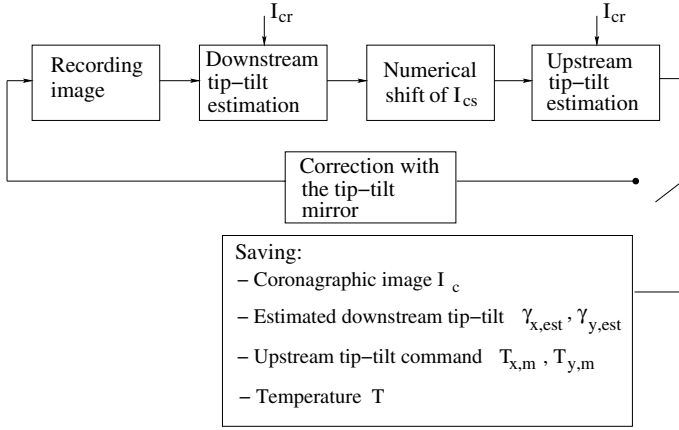 I_cr
I_cr
Recording
image
Downstream
tip−tilt
estimation
Numerical
shift of I_cs
Upstream
tip−tilt
estimation
Correction with
the tip−tilt
mirror
Saving:
− Coronagraphic image I_c
− Estimated downstream tip−tilt γ_x,est , γ_y,est
− Upstream tip−tilt command T_x,m , T_y,m
− Temperature T